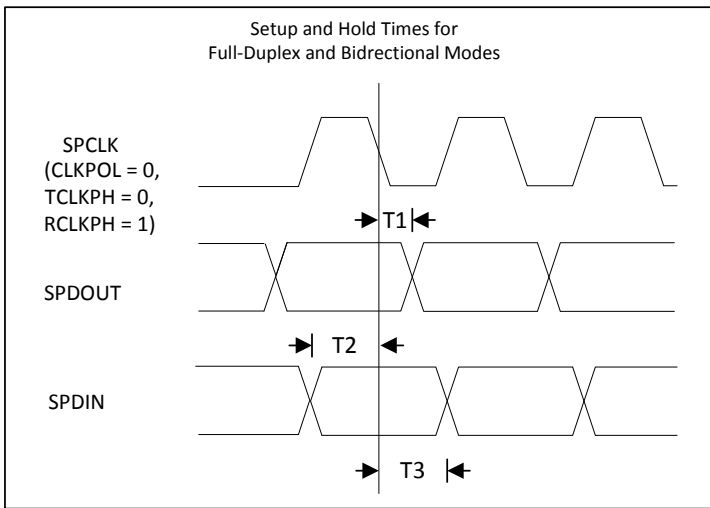 Setup and Hold Times for
Full-Duplex and Bidrectional Modes
SPCLK
(CLKPOL = 0,
TCLKPH = 0,
RCLKPH = 1)
T1
SPDOUT
T2
SPDIN
T3